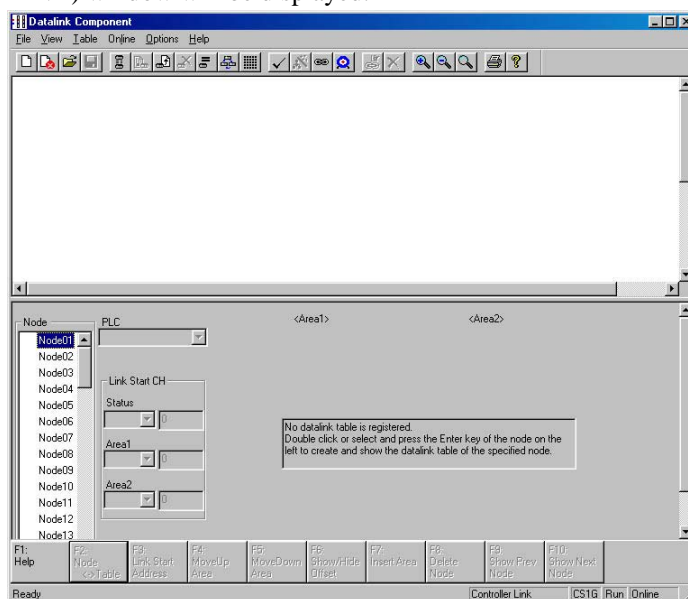 Datalink Component
File View Table Online Options Help
Node
Node01
Node02
Node03
Node04
Node05
Node06
Node07
Node08
Node09
Node10
Node11
Node12
Node13
PLC
Link Start CH
Status
0
Area1
0
Area2
0
<Area1> <Area2>
No datalink table is registered.
Double click or select and press the Enter key of the node on the
left to create and show the datalink table of the specified node.
F1: Help
F2: Node <->Table
F3: Link Start Address
F4: MoveUp Area
F5: MoveDown Area
F6: Show/Hide Offset
F7: Insert Area
F8: Delete Node
F9: Show Prev Node
F10: Show Next Node
Ready Controller Link CS1G Run Online